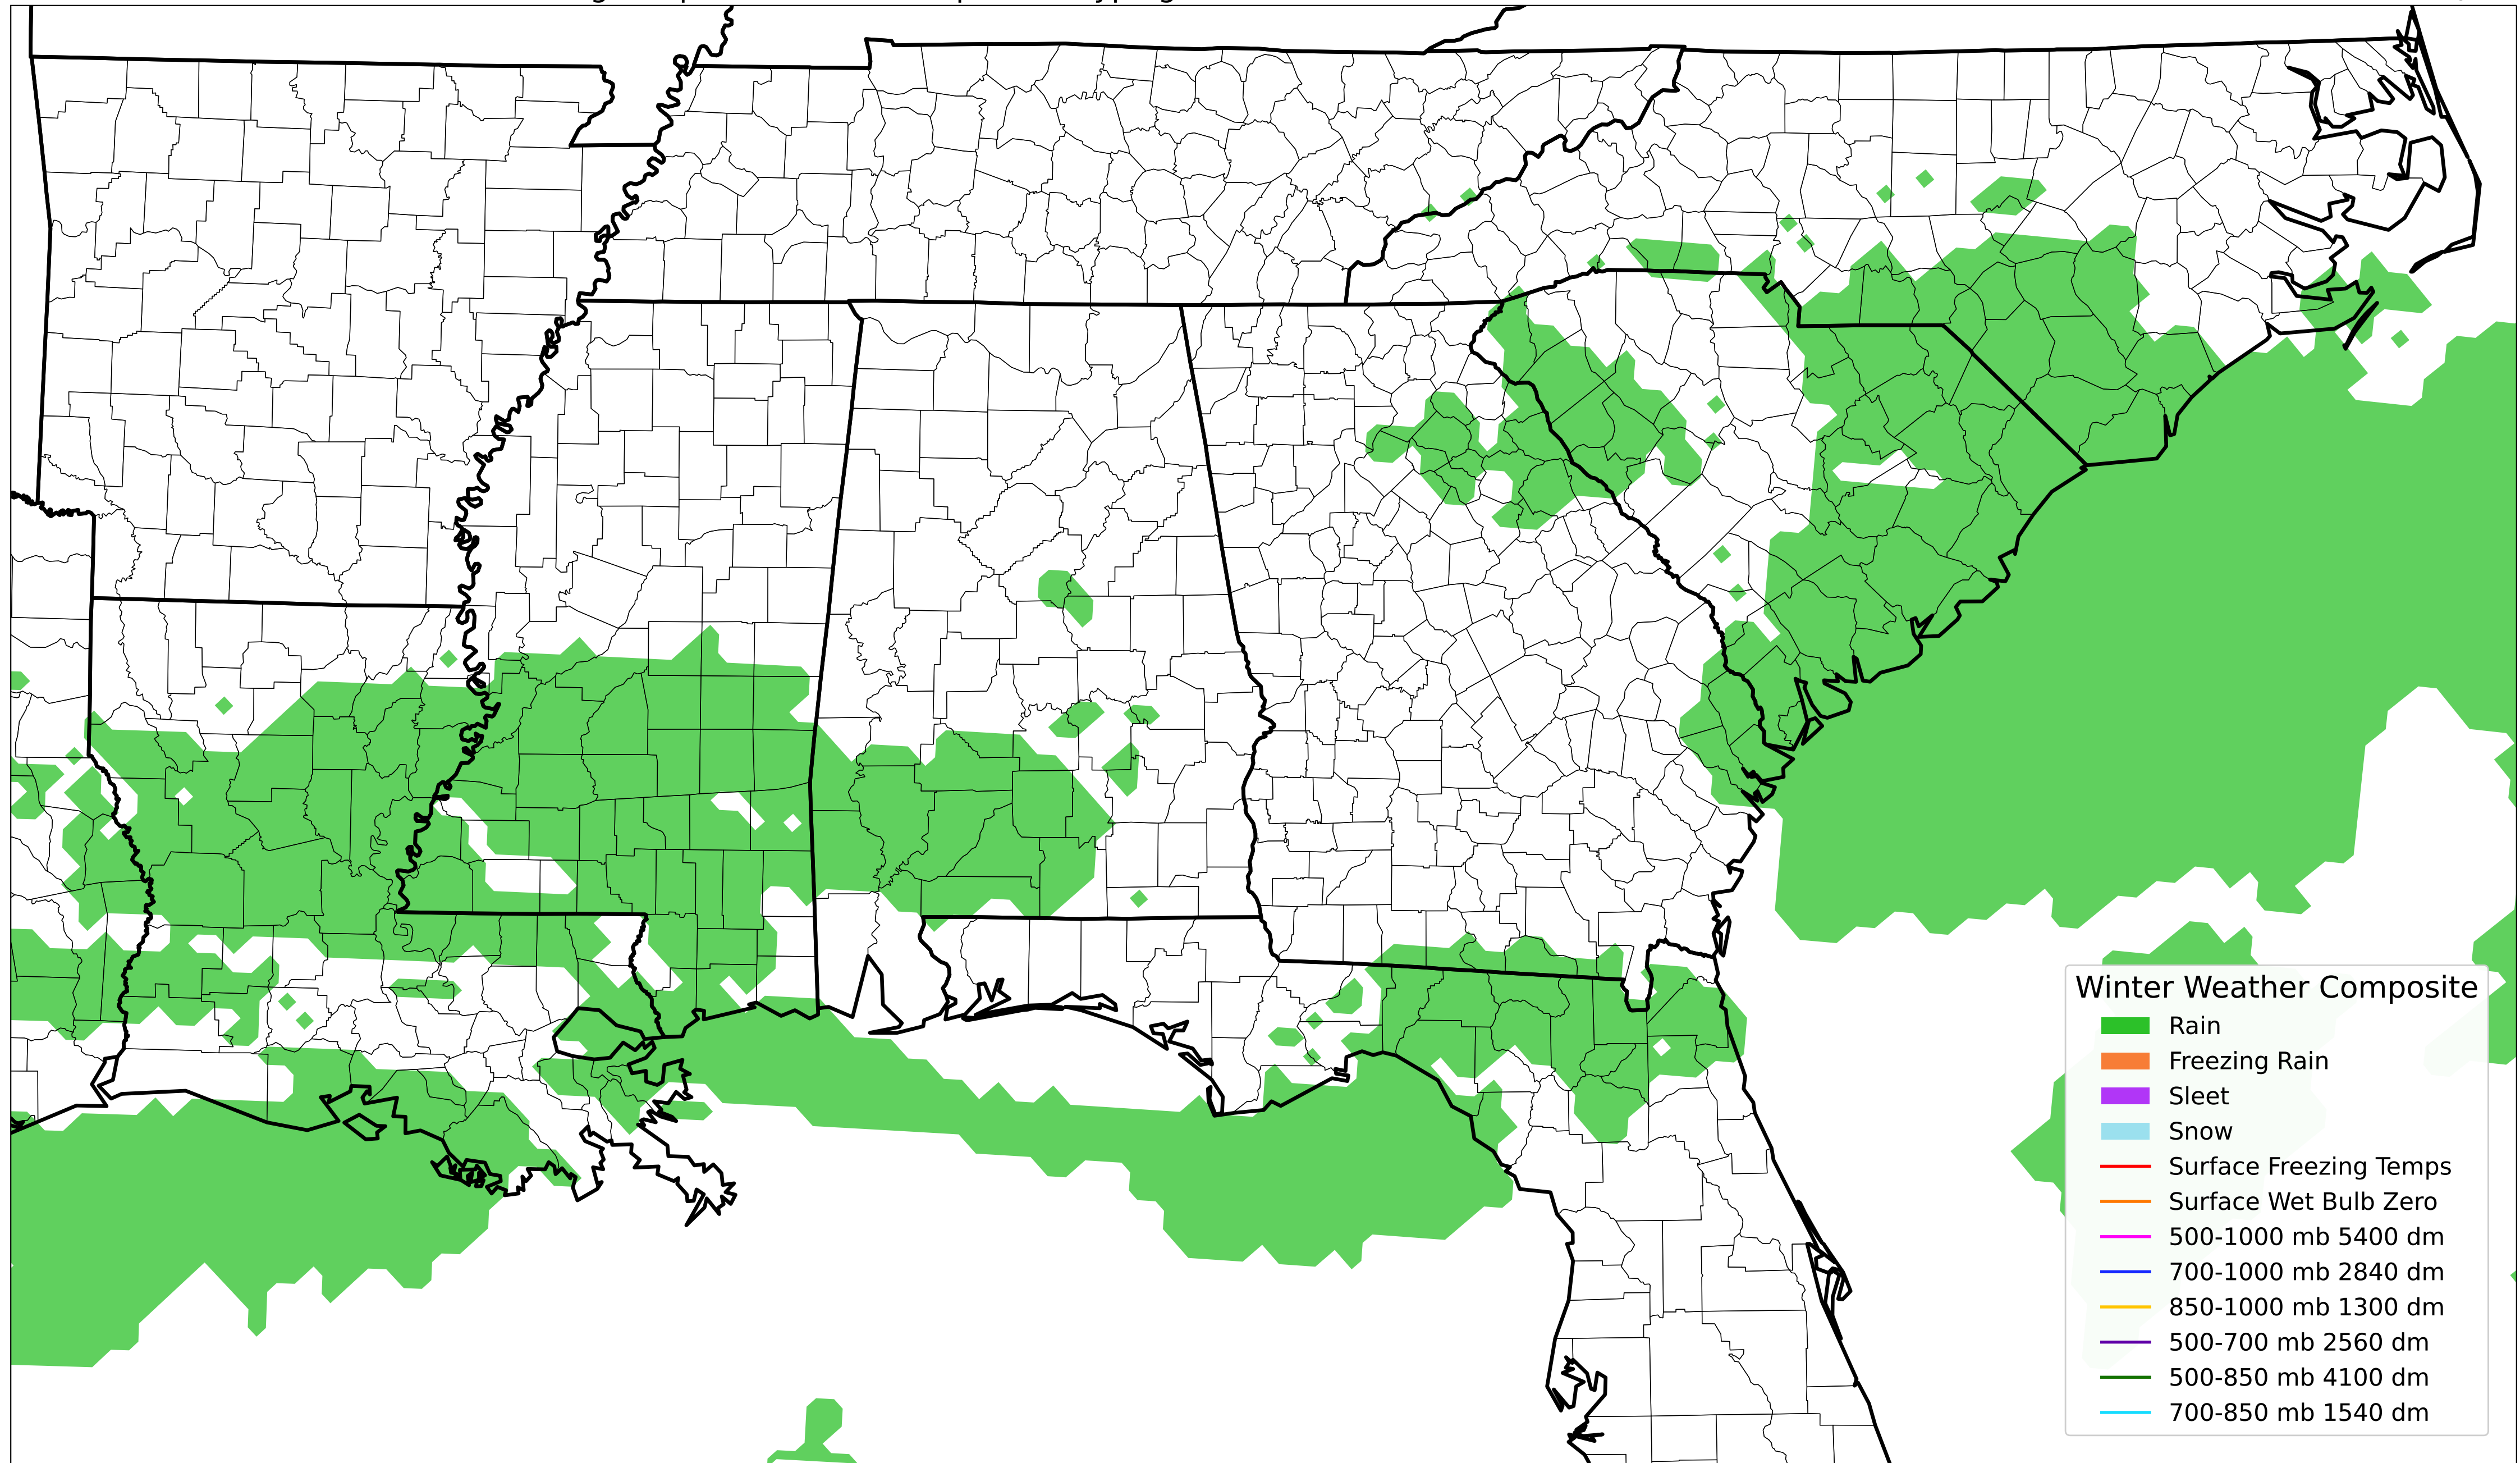 Winter Weather Composite
Rain
Freezing Rain
Sleet
Snow
Surface Freezing Temps
Surface Wet Bulb Zero
500-1000 mb 5400 dm
700-1000 mb 2840 dm
850-1000 mb 1300 dm
500-700 mb 2560 dm
500-850 mb 4100 dm
700-850 mb 1540 dm